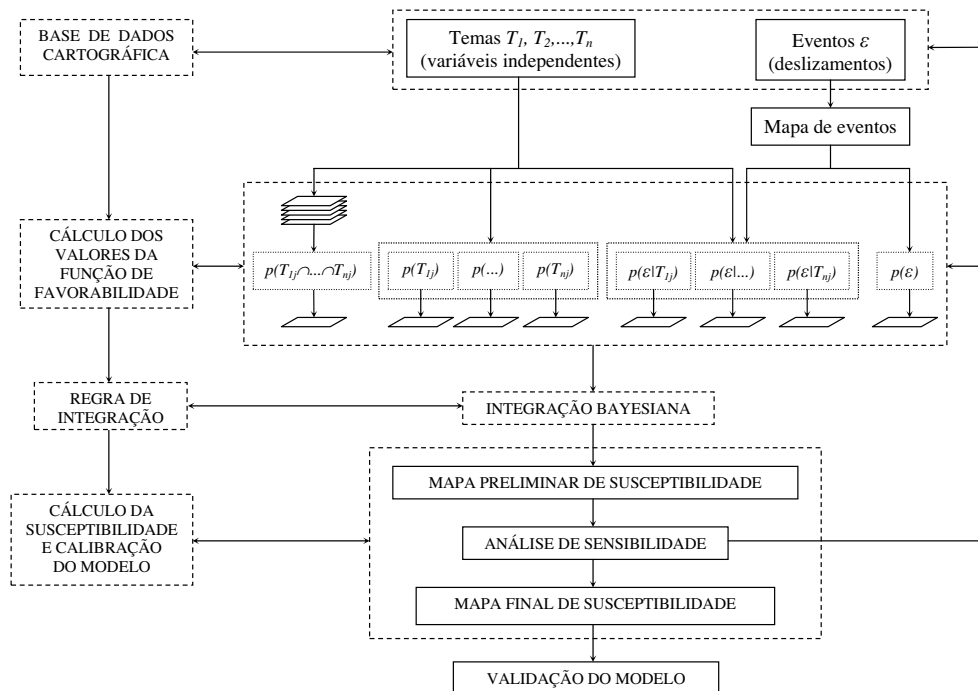 BASE DE DADOS
CARTOGRÁFICA
Temas T1, T2,...,Tn
(variáveis independentes)
Eventos ε
(deslizamentos)
Mapa de eventos
CÁLCULO DOS
VALORES DA
FUNÇÃO DE
FAVORABILIDADE
p(T1j∩...∩Tnj)
p(T1j)
p(...)
p(Tnj)
p(ε|T1j)
p(ε|...)
p(ε|Tnj)
p(ε)
REGRA DE
INTEGRAÇÃO
INTEGRAÇÃO BAYESIANA
CÁLCULO DA
SUSCEPTIBILIDADE
E CALIBRAÇÃO
DO MODELO
MAPA PRELIMINAR DE SUSCEPTIBILIDADE
ANÁLISE DE SENSIBILIDADE
MAPA FINAL DE SUSCEPTIBILIDADE
VALIDAÇÃO DO MODELO